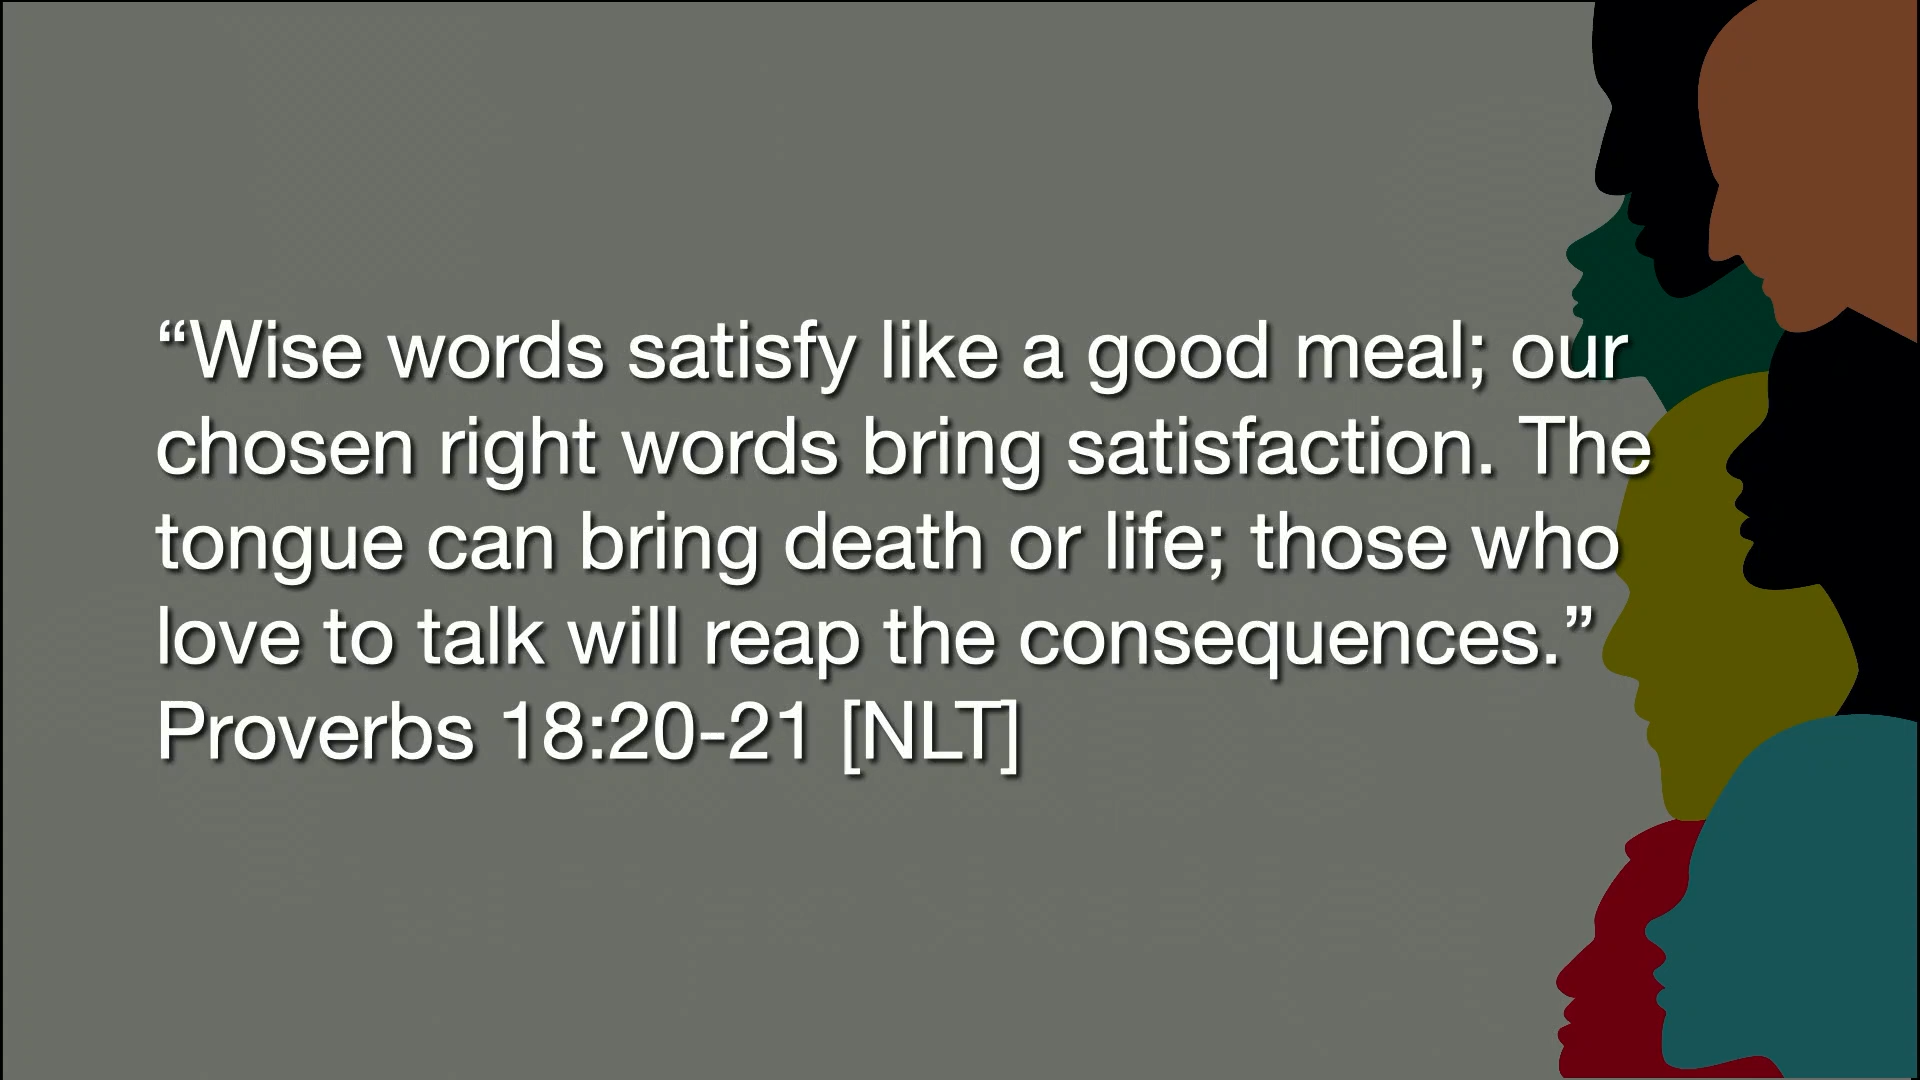 “Wise words satisfy like a good meal; our
chosen right words bring satisfaction. The
tongue can bring death or life; those who
love to talk will reap the consequences.”
Proverbs 18:20-21 [NLT]